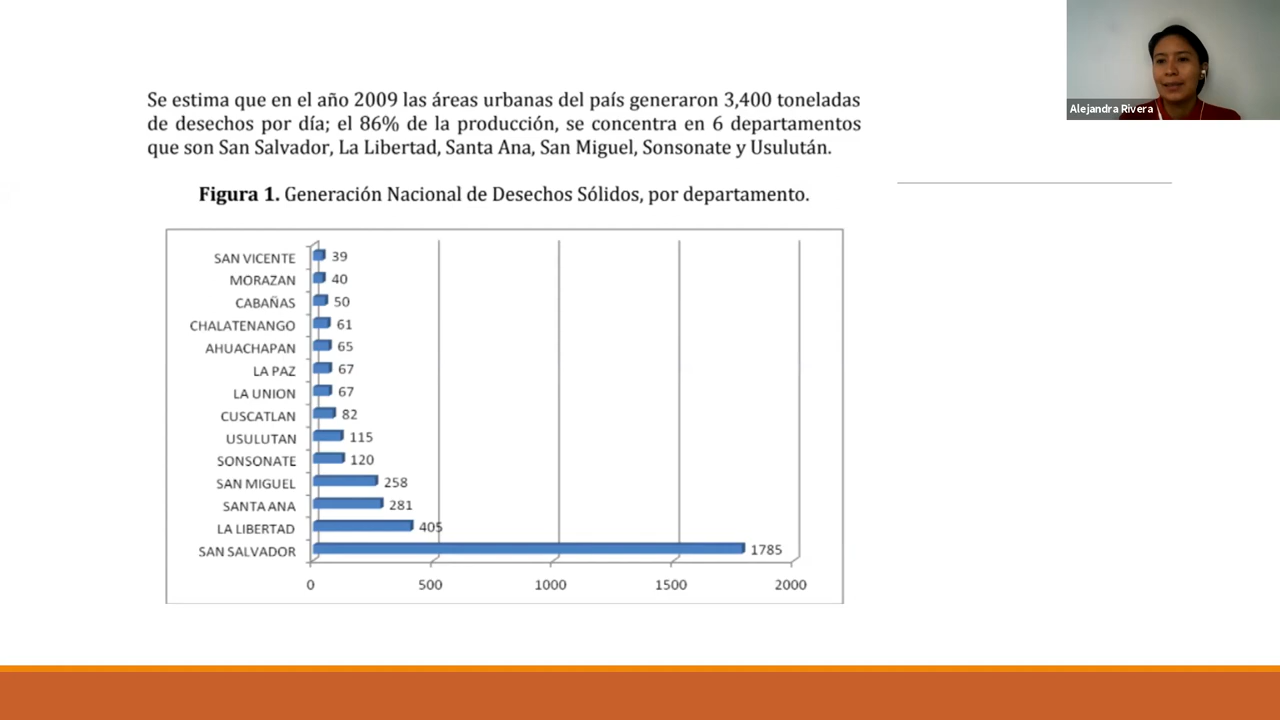 Se estima que en el año 2009 las áreas urbanas del país generaron 3,400 toneladas
de desechos por día; el 86% de la producción, se concentra en 6 departamentos
que son San Salvador, La Libertad, Santa Ana, San Miguel, Sonsonate y Usulután.
Alejandra Rivera
Figura 1. Generación Nacional de Desechos Sólidos, por departamento.
SAN VICENTE 39
MORAZAN 40
CABAÑAS 50
CHALATENANGO 61
AHUACHAPAN 65
LA PAZ 67
LA UNION 67
CUSCATLAN 82
USULUTAN 115
SONSONATE 120
SAN MIGUEL 258
SANTA ANA 281
LA LIBERTAD 405
SAN SALVADOR 1785
0 500 1000 1500 2000